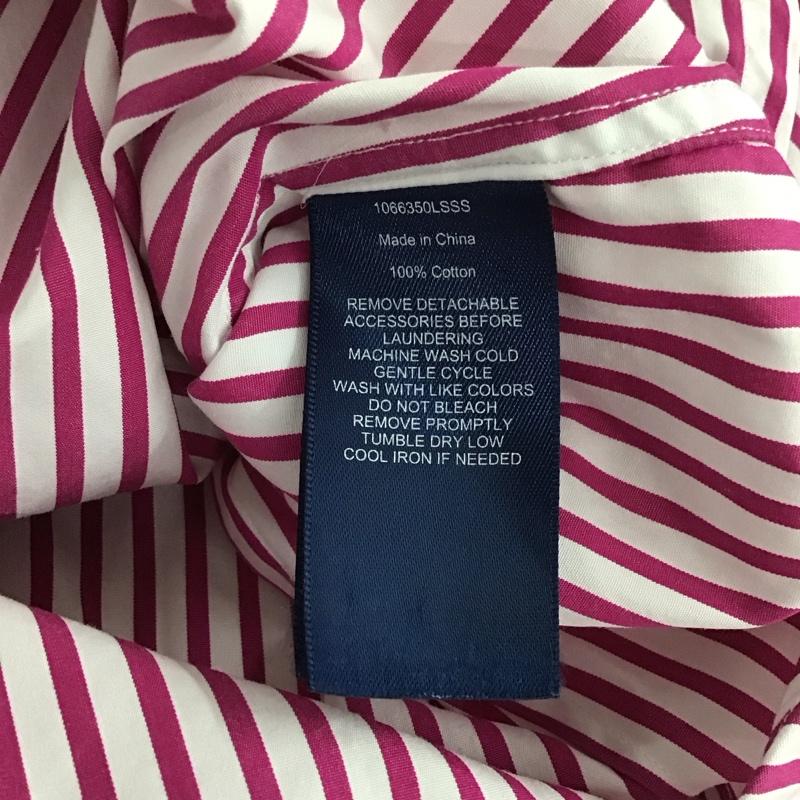 1066350LSSS
Made in China
100% Cotton
REMOVE DETACHABLE
ACCESSORIES BEFORE
LAUNDERING
MACHINE WASH COLD
GENTLE CYCLE
WASH WITH LIKE COLORS
DO NOT BLEACH
REMOVE PROMPTLY
TUMBLE DRY LOW
COOL IRON IF NEEDED